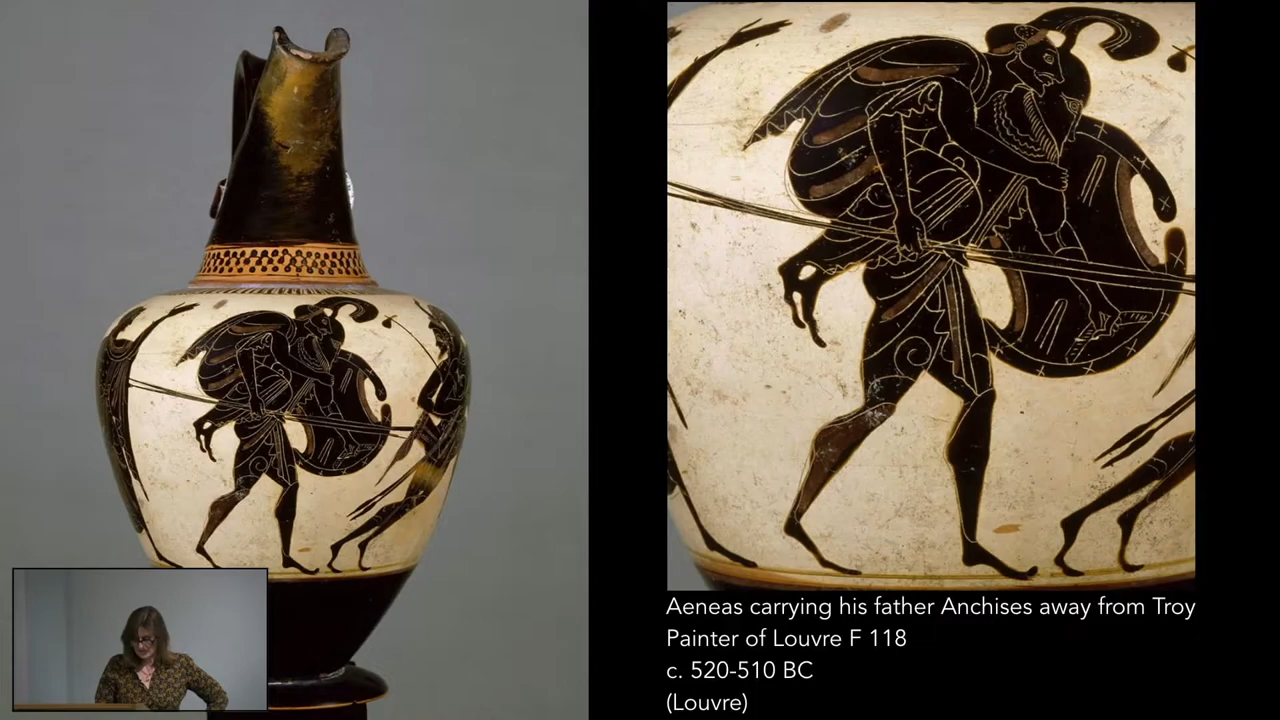 Aeneas carrying his father Anchises away from Troy
Painter of Louvre F 118
c. 520-510 BC
(Louvre)